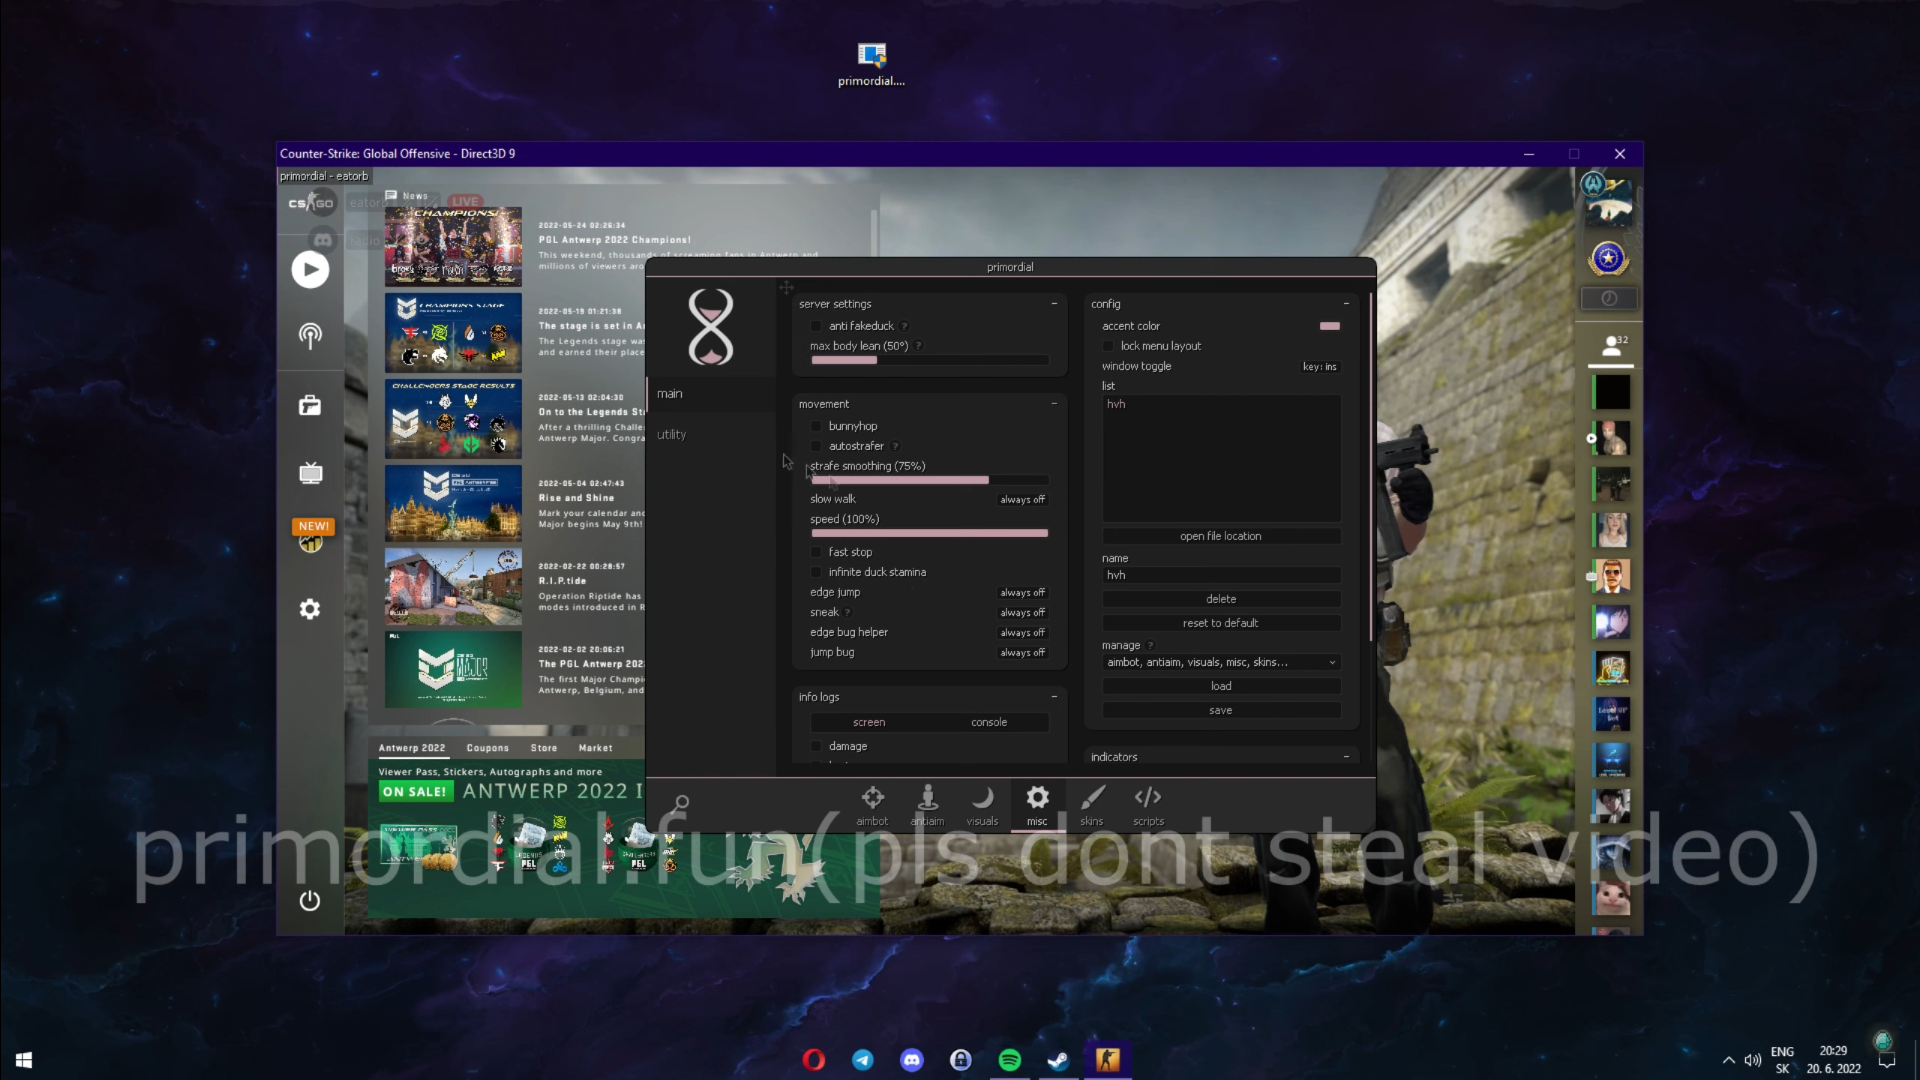 primordial....
Counter-Strike: Global Offensive - Direct3D 9
primordial - eatorb
CS GO
News
LIVE
2022-05-24 02:26:34
PGL Antwerp 2022 Champions!
This weekend, thousands of screaming fans in Antwerp and
millions of viewers aro
CHAMPIONS!
2022-05-19 01:21:38
The stage is set in A
The Legends stage was
and earned their place
CHAMPIONS STAGE
2022-05-13 02:04:30
On to the Legends St
After a thrilling Challe
Antwerp Major. Congra
CHALLENGERS STAGE RESULTS
2022-05-04 02:47:43
Rise and Shine
Mark your calendar and
Major begins May 9th!
2022-02-22 00:28:57
R.I.P.tide
Operation Riptide has
modes introduced in R
2022-02-02 20:06:21
The PGL Antwerp 202
The first Major Champi
Antwerp, Belgium, and
NEW!
Antwerp 2022 Coupons Store Market
Viewer Pass, Stickers, Autographs and more
ON SALE! ANTWERP 2022 I
primordial
main
utility
server settings
anti fakeduck ?
max body lean (50°) ?
movement
bunnyhop
autostrafer ?
strafe smoothing (75%)
slow walk always off
speed (100%)
fast stop
infinite duck stamina
edge jump always off
sneak ? always off
edge bug helper always off
jump bug always off
info logs
screen console
damage
config
accent color
lock menu layout
window toggle key: ins
list
hvh
open file location
name
hvh
delete
reset to default
manage ?
aimbot, antiaim, visuals, misc, skins...
load
save
indicators
aimbot antiaim visuals misc skins scripts
32
primordial.fun(pls dont steal video)
ENG
SK
20:29
20. 6. 2022